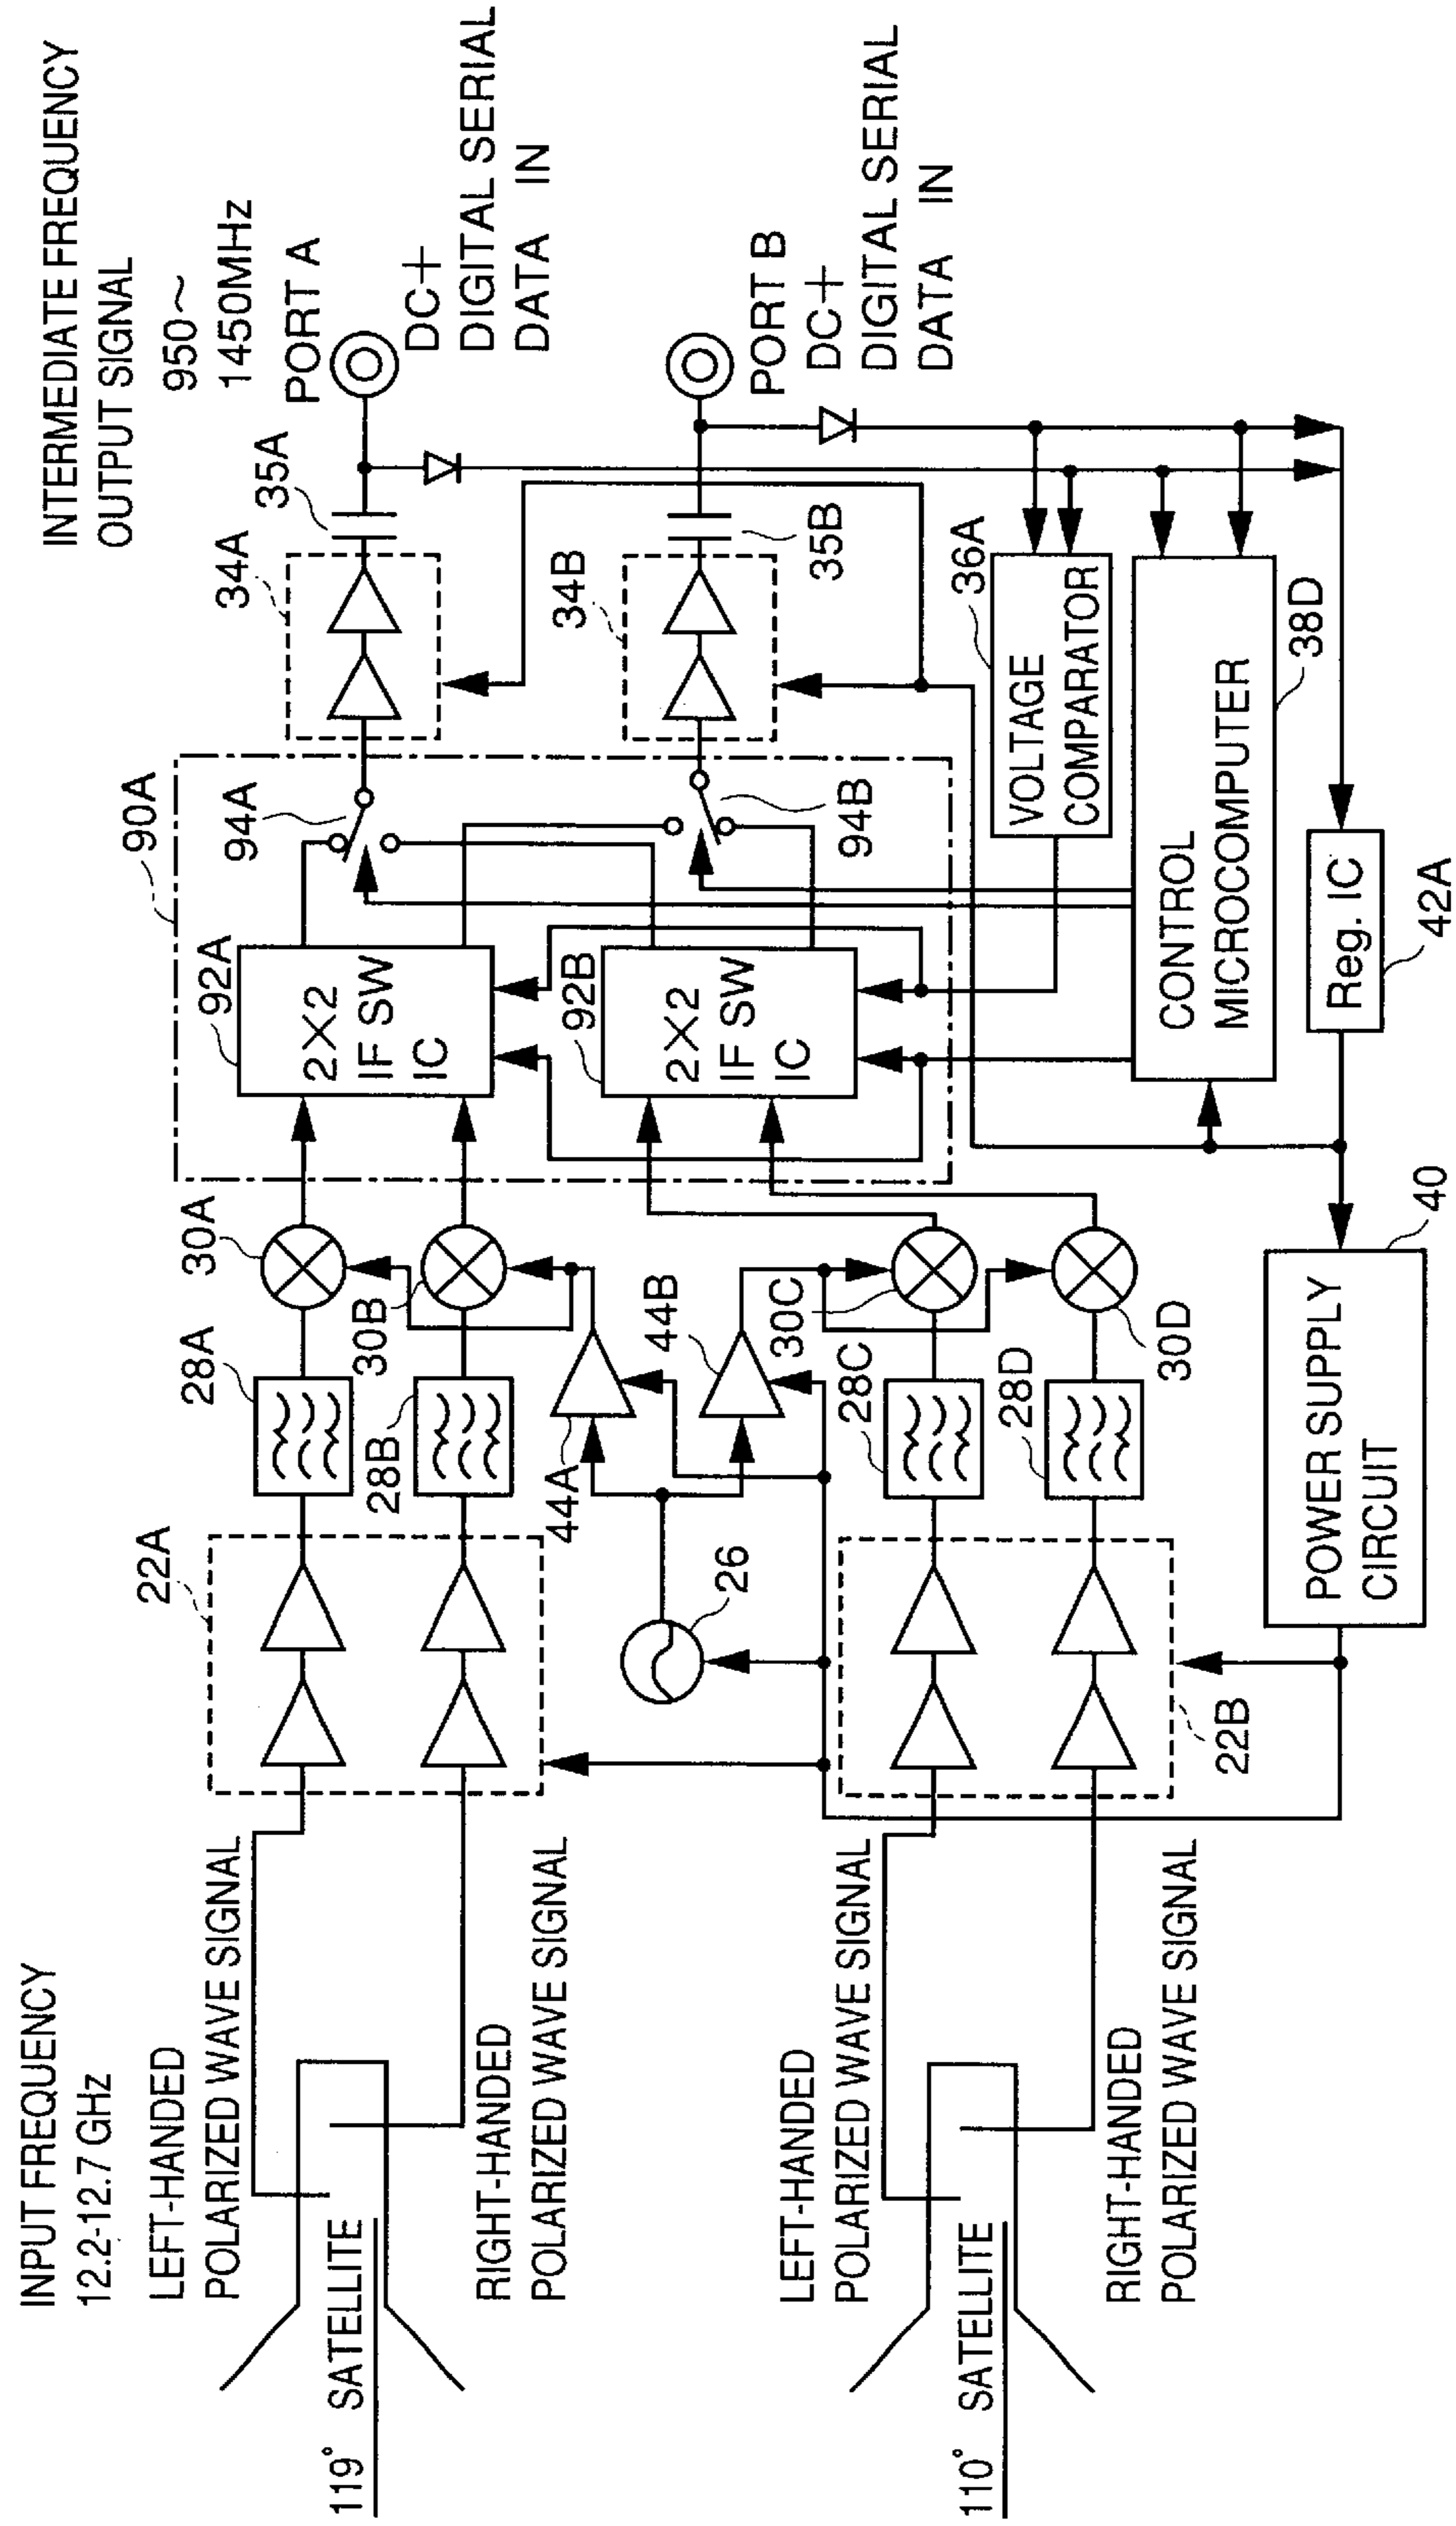 INPUT FREQUENCY
12.2-12.7 GHz
LEFT-HANDED
POLARIZED WAVE SIGNAL
119° SATELLITE
RIGHT-HANDED
POLARIZED WAVE SIGNAL
LEFT-HANDED
POLARIZED WAVE SIGNAL
110° SATELLITE
RIGHT-HANDED
POLARIZED WAVE SIGNAL
22A
22B
26
28A
28B
28C
28D
44A
44B
30A
30B
30C
30D
90A
92A
2×2
IF SW
IC
92B
2×2
IF SW
IC
94A
94B
34A
34B
35A
35B
36A
VOLTAGE
COMPARATOR
CONTROL
MICROCOMPUTER
38D
Reg. IC
42A
POWER SUPPLY
CIRCUIT
40
INTERMEDIATE FREQUENCY
OUTPUT SIGNAL
950~
1450MHz
PORT A
DC+
DIGITAL SERIAL
DATA IN
PORT B
DC+
DIGITAL SERIAL
DATA IN